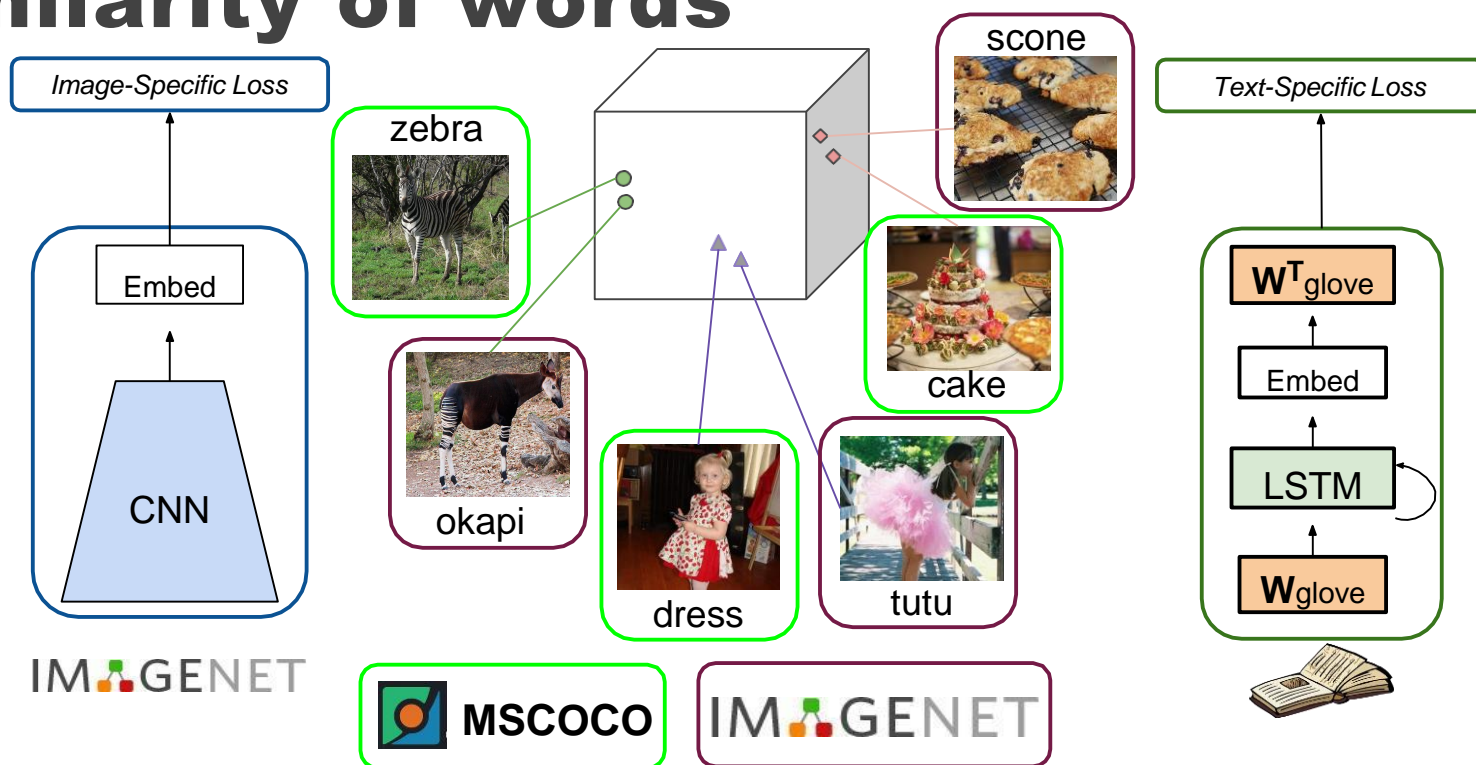 milarity of words
Image-Specific Loss
Embed
CNN
IMAGENET
zebra
okapi
dress
tutu
cake
scone
MSCOCO
IMAGENET
Text-Specific Loss
W^T glove
Embed
LSTM
Wglove